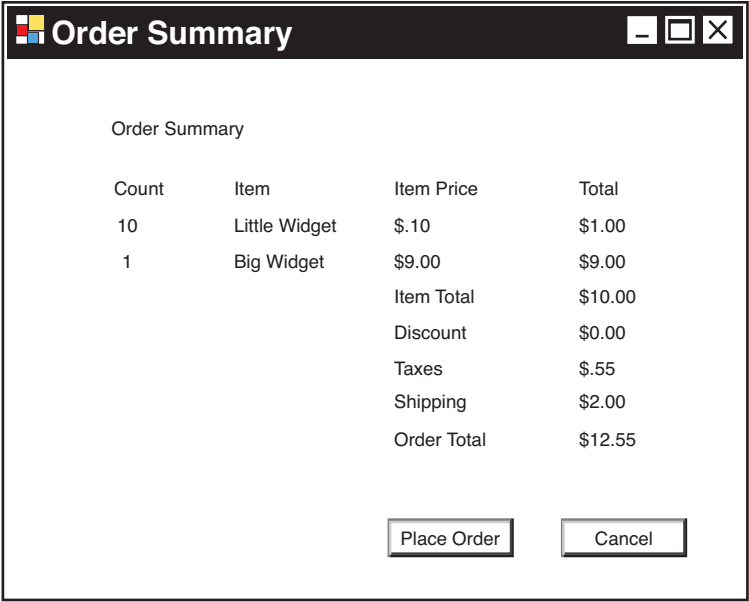 Order Summary
Order Summary
Count Item Item Price Total
10 Little Widget $.10 $1.00
1 Big Widget $9.00 $9.00
Item Total $10.00
Discount $0.00
Taxes $.55
Shipping $2.00
Order Total $12.55
Place Order Cancel